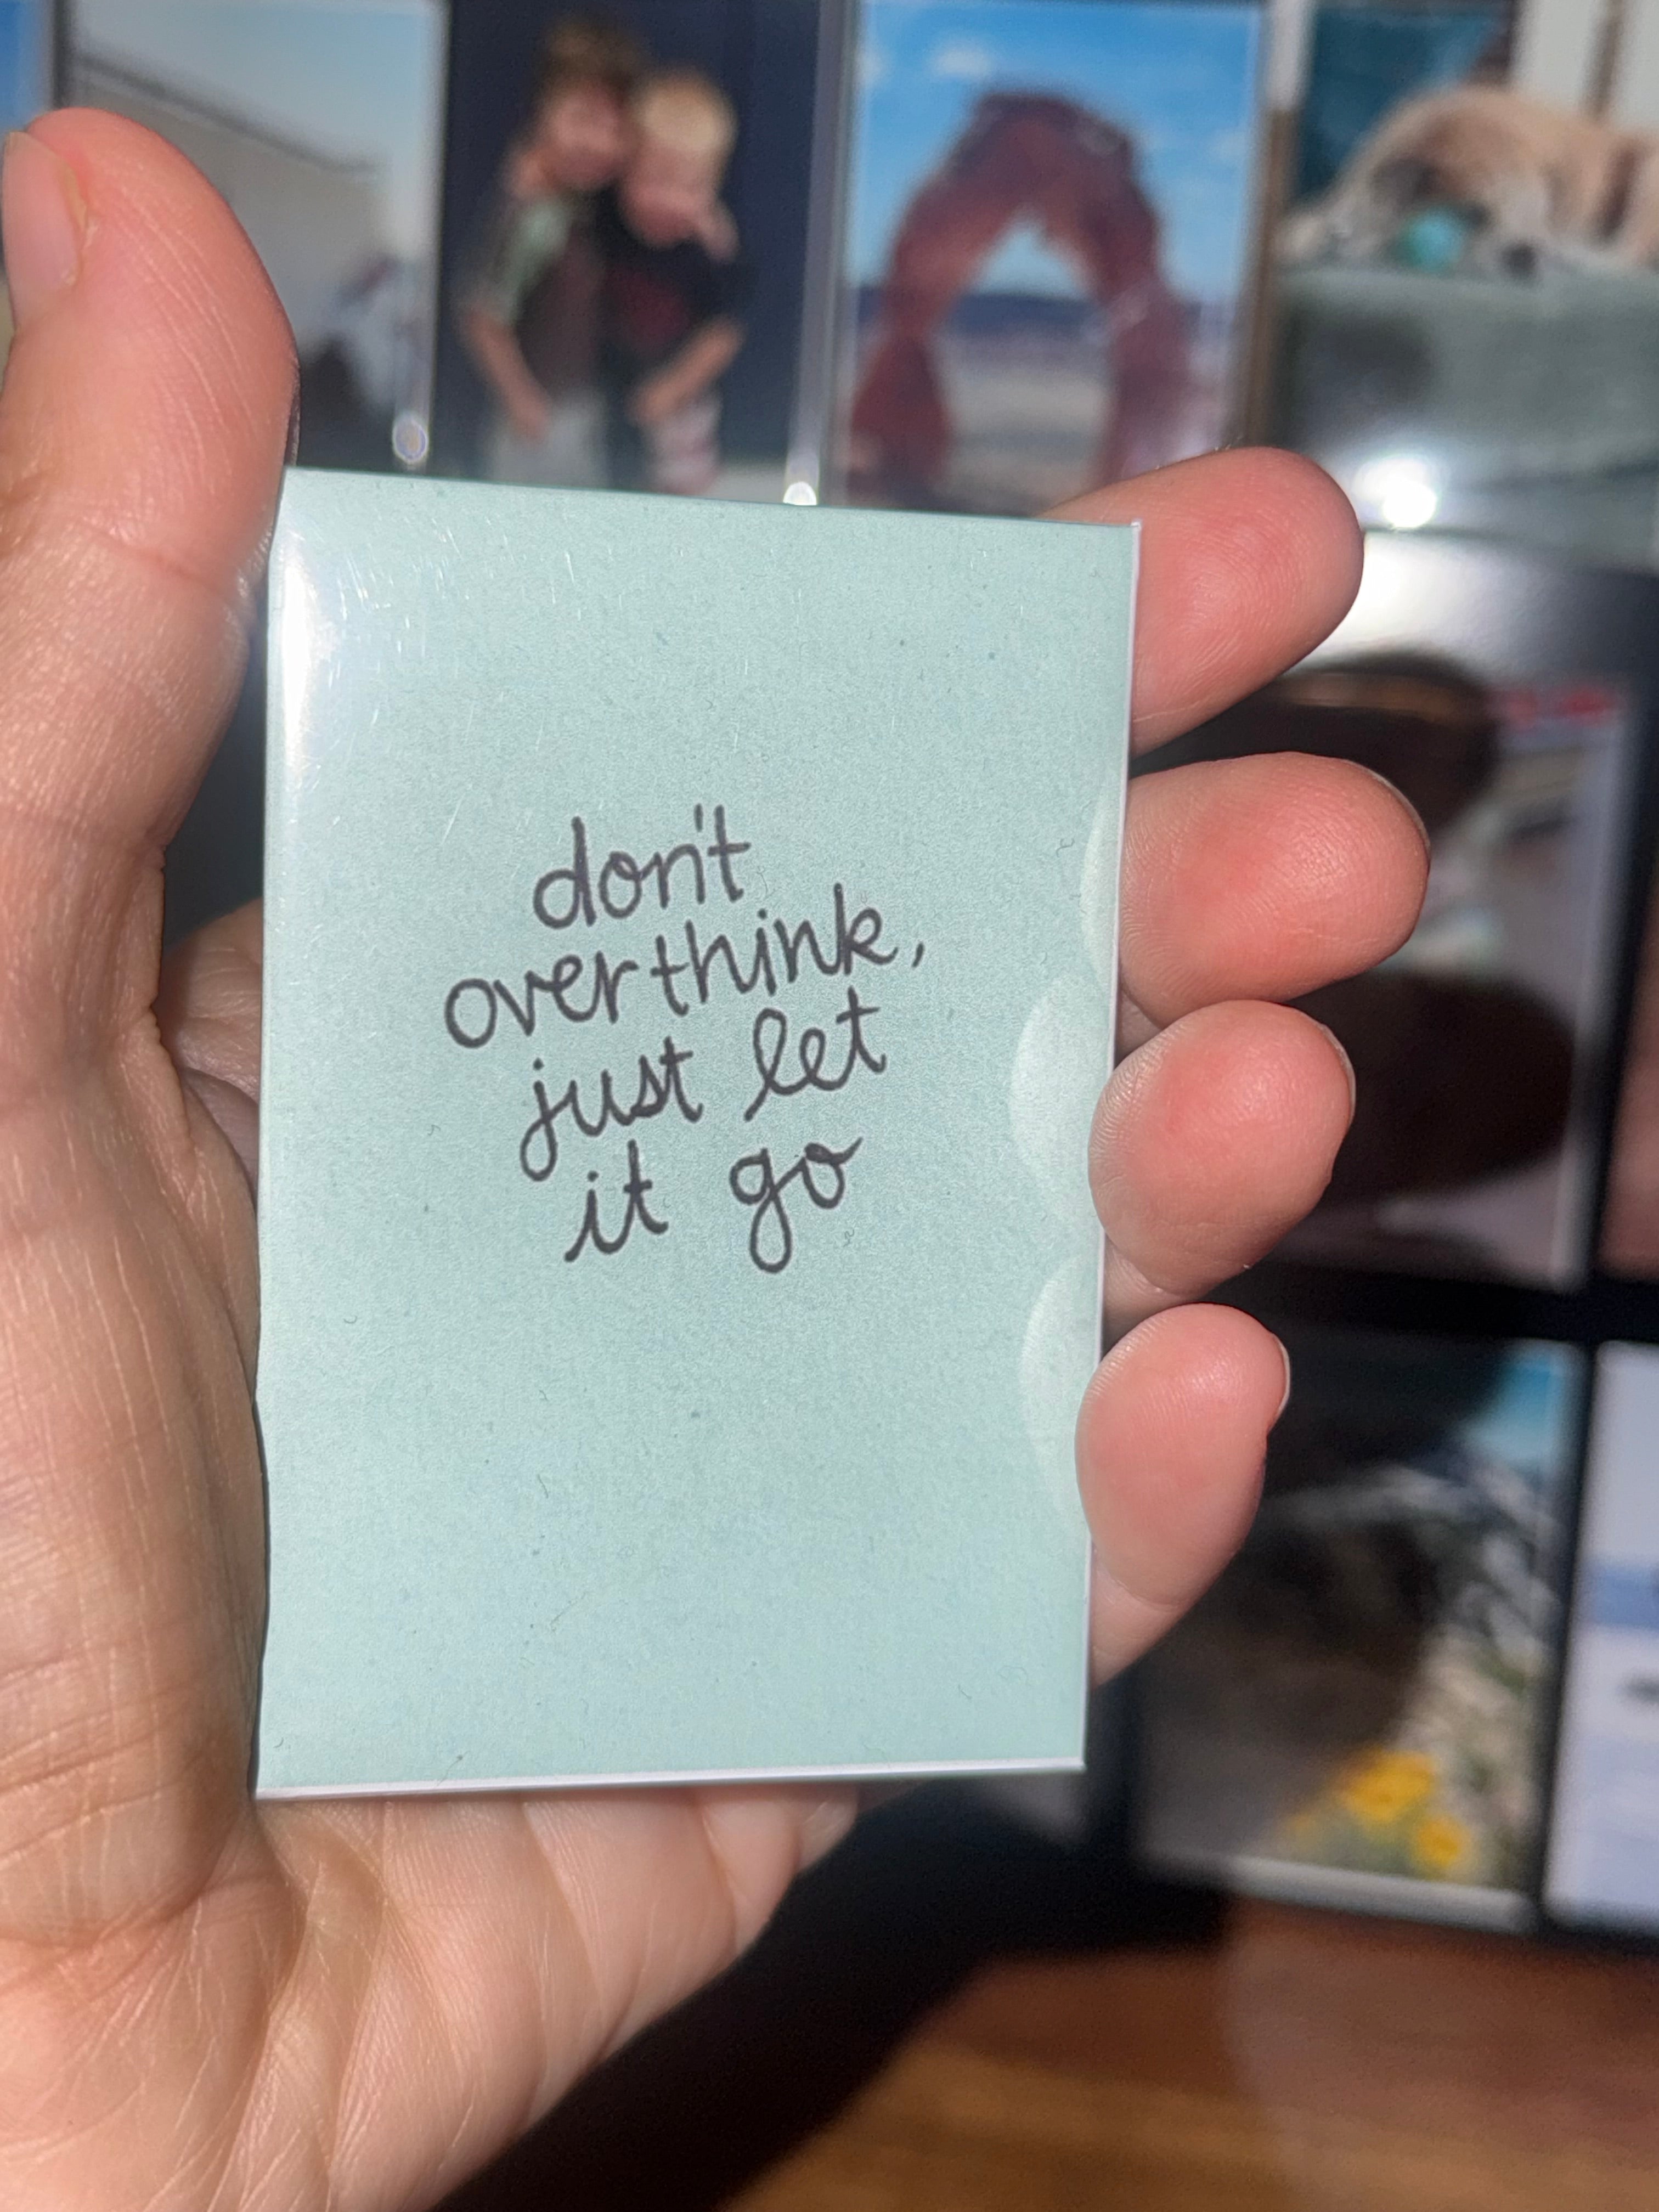 don't
overthink,
just let
it go